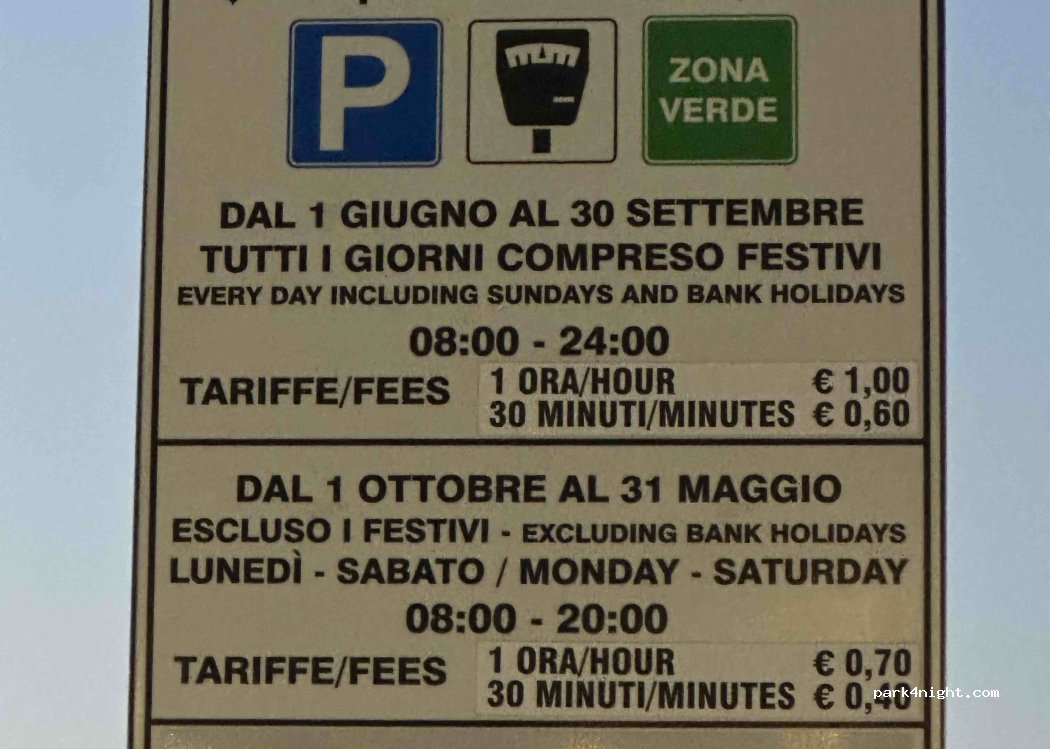 P
ZONA
VERDE
DAL 1 GIUGNO AL 30 SETTEMBRE
TUTTI I GIORNI COMPRESO FESTIVI
EVERY DAY INCLUDING SUNDAYS AND BANK HOLIDAYS
08:00 - 24:00
TARIFFE/FEES
1 ORA/HOUR € 1,00
30 MINUTI/MINUTES € 0,60
DAL 1 OTTOBRE AL 31 MAGGIO
ESCLUSO I FESTIVI - EXCLUDING BANK HOLIDAYS
LUNEDÌ - SABATO / MONDAY - SATURDAY
08:00 - 20:00
TARIFFE/FEES
1 ORA/HOUR € 0,70
30 MINUTI/MINUTES € 0,40
park4night.com